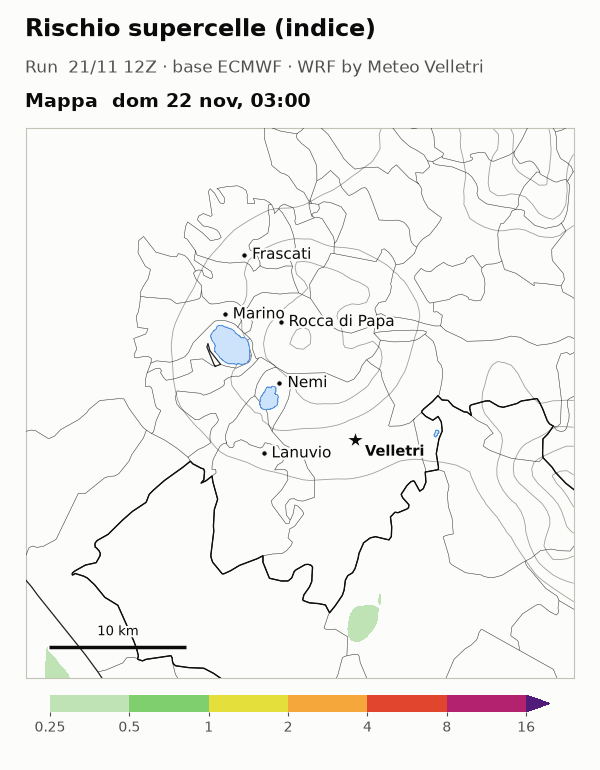 Rischio supercelle (indice)
Run  21/11 12Z · base ECMWF · WRF by Meteo Velletri
Mappa  dom 22 nov, 03:00
Frascati
Marino
Rocca di Papa
Nemi
Velletri
Lanuvio
10 km
0.25 0.5 1 2 4 8 16